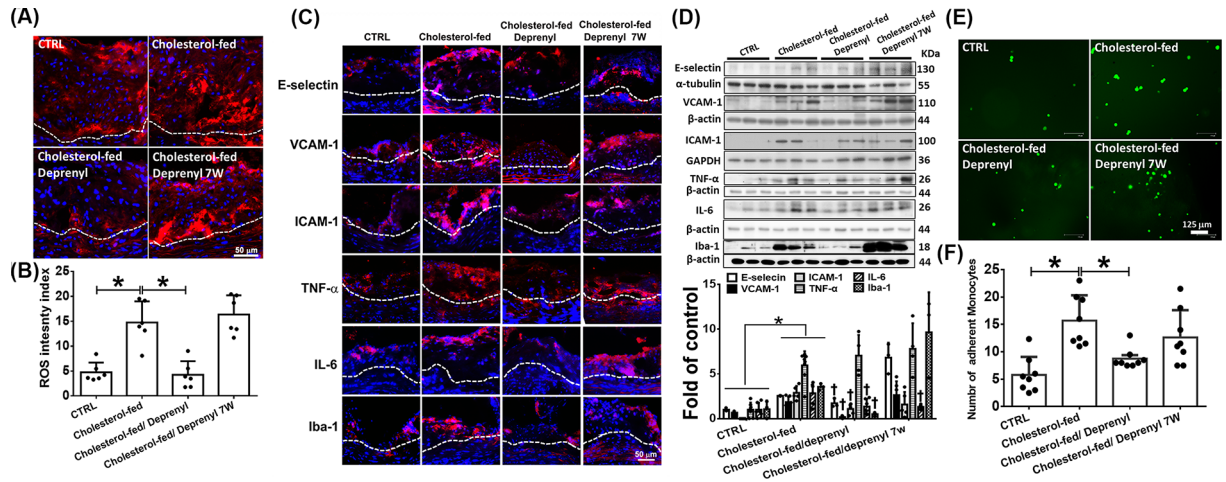 (A)
CTRL
Cholesterol-fed
Cholesterol-fed
Deprenyl
Cholesterol-fed
Deprenyl 7W
50 μm
(B)
ROS intesnty index
25
20
15
10
5
0
*
*
CTRL
Cholesterol-fed
Cholesterol-fed/ Deprenyl
Cholesterol-fed/ Deprenyl 7W
(C)
CTRL
Cholesterol-fed
Cholesterol-fed
Deprenyl
Cholesterol-fed
Deprenyl 7W
E-selectin
VCAM-1
ICAM-1
TNF-α
IL-6
Iba-1
50 μm
(D)
CTRL
Cholesterol-fed
Cholesterol-fed
Deprenyl
Cholesterol-fed
Deprenyl 7W
KDa
E-selectin 130
α-tubulin 55
VCAM-1 110
β-actin 44
ICAM-1 100
GAPDH 36
TNF-α 26
β-actin 44
IL-6 26
β-actin 44
Iba-1 18
β-actin 44
E-selectin
VCAM-1
ICAM-1
TNF-α
IL-6
Iba-1
Fold of control
15
10
5
0
*
† † † † †
† †
CTRL
Cholesterol-fed
Cholesterol-fed/deprenyl
Cholesterol-fed/deprenyl 7w
(E)
CTRL
Cholesterol-fed
Cholesterol-fed
Deprenyl
Cholesterol-fed
Deprenyl 7W
125 μm
(F)
Numbr of adherent Monocytes
25
20
15
10
5
0
*
*
CTRL
Cholesterol-fed
Cholesterol-fed/ Deprenyl
Cholesterol-fed/ Deprenyl 7W